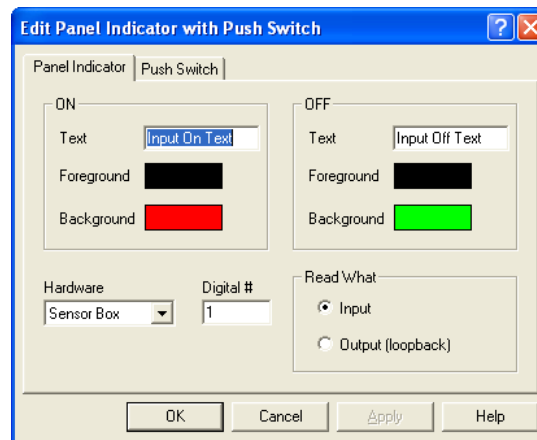 Edit Panel Indicator with Push Switch
Panel Indicator Push Switch
ON OFF
Text Input On Text Text Input Off Text
Foreground Foreground
Background Background
Hardware Digital # Read What
Sensor Box 1 Input
Output (loopback)
OK Cancel Apply Help